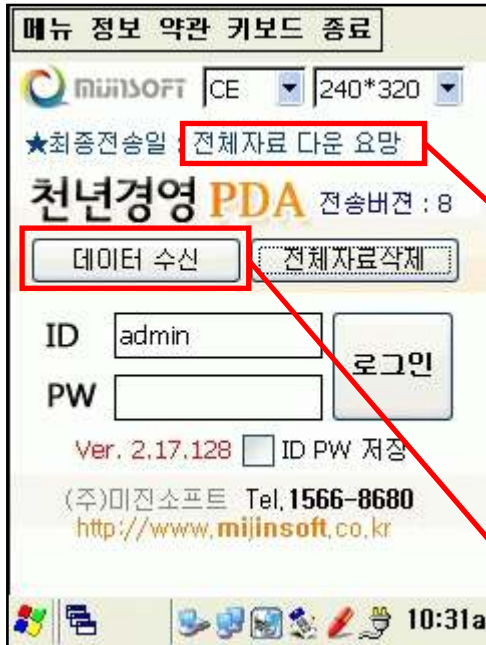 메뉴 정보 약관 키보드 종료
mijinsoft CE 240*320
★최종전송일 : 전체자료 다운 요망
천년경영 PDA 전송버젼 : 8
데이터 수신 전체자료삭제
ID admin
로그인
PW
Ver. 2.17.128 ID PW 저장
(주)미진소프트 Tel.1566-8680
http://www.mijinsoft.co.kr
10:31a